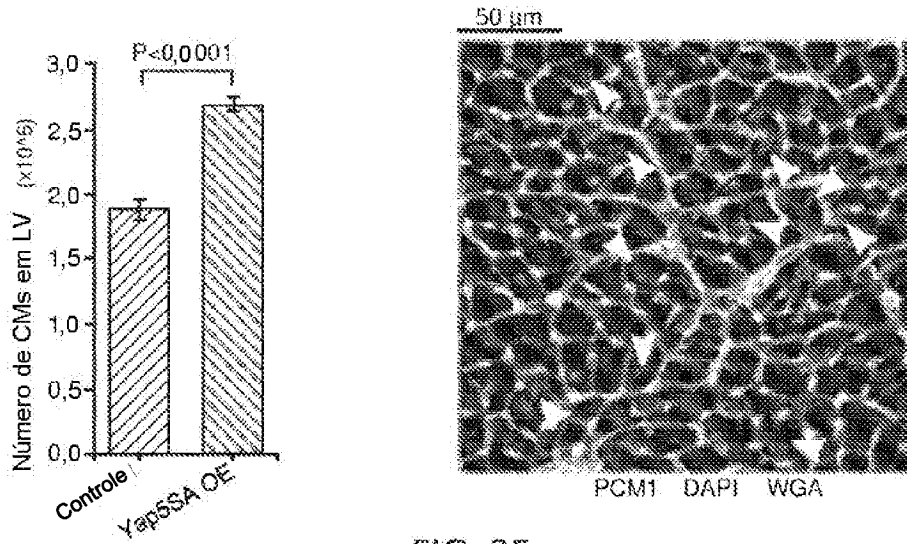 P<0,0001
3,0
2,5
2,0
1,5
1,0
0,5
0,0
Número de CMs em LV (x10^6)
Controle
Yap5SA OE
50 µm
PCM1 DAPI WGA